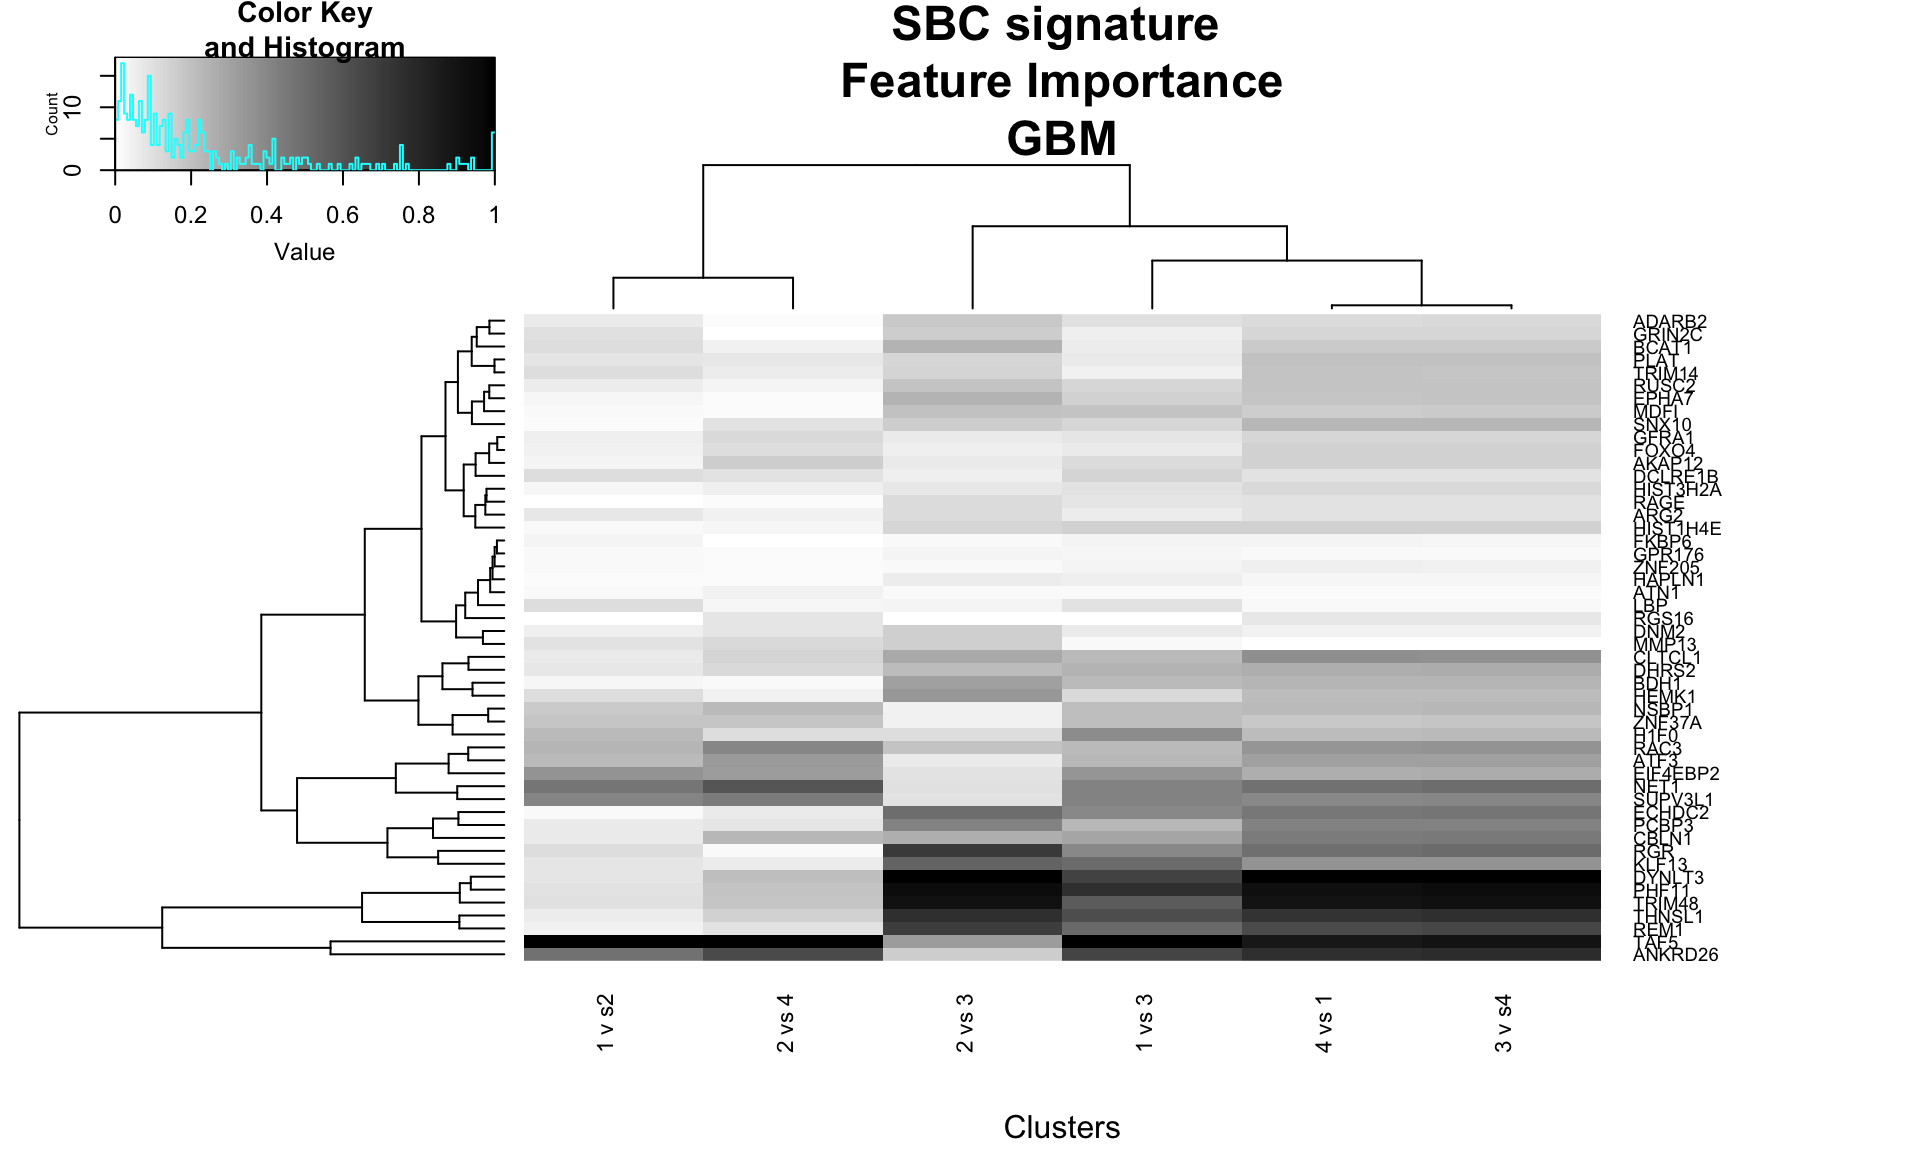 Color Key
and Histogram
Count
0
10
0 0.2 0.4 0.6 0.8 1
Value
SBC signature
Feature Importance
GBM
ADARB2
GRIN2C
BCAT1
PLAT
TRIM14
RUSC2
EPHA7
MDFI
SNX10
GFRA1
FOXO4
AKAP12
DCLRE1B
HIST3H2A
RAGE
ARG2
HIST1H4E
FKBP6
GPR176
ZNF205
HAPLN1
ATN1
LBP
RGS16
DNM2
MMP13
CLTCL1
DHRS2
BDH1
HEMK1
NSBP1
ZNF37A
H1F0
RAC3
ATF3
EIF4EBP2
NET1
SUPV3L1
ECHDC2
PCBP3
CBLN1
RGR
KLF13
DYNLT3
PHF11
TRIM48
THNSL1
REM1
TAF5
ANKRD26
1 v s2
2 vs 4
2 vs 3
1 vs 3
4 vs 1
3 v s4
Clusters